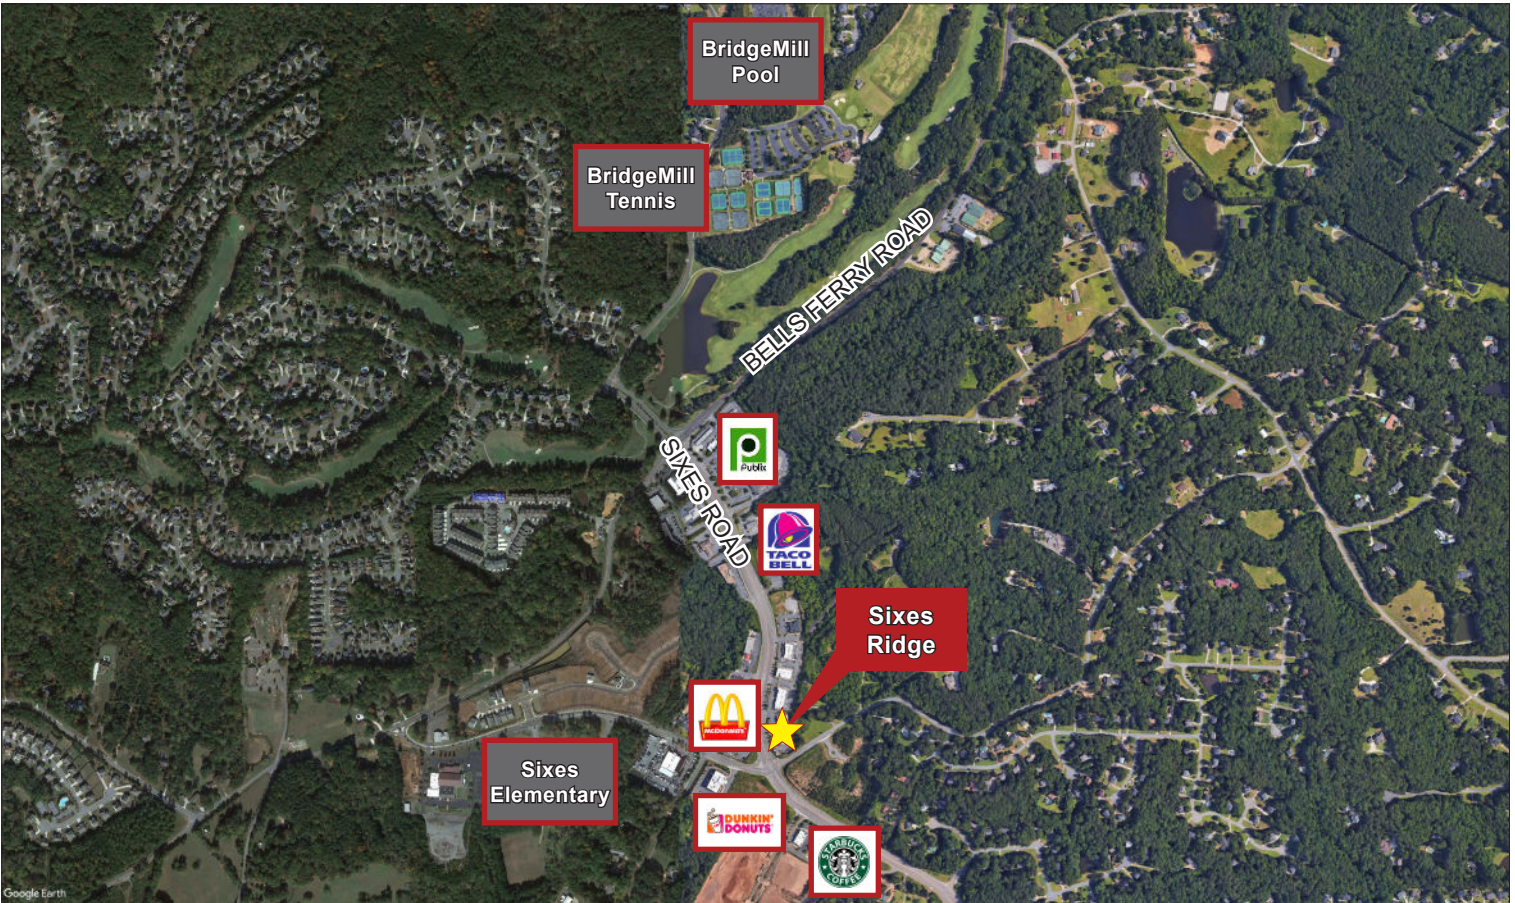 BridgeMill
Pool
BridgeMill
Tennis
BELLS FERRY ROAD
Publix
SIXES ROAD
TACO
BELL
Sixes
Ridge
McDONALD'S
Sixes
Elementary
DUNKIN'
DONUTS
STARBUCKS
COFFEE
Google Earth